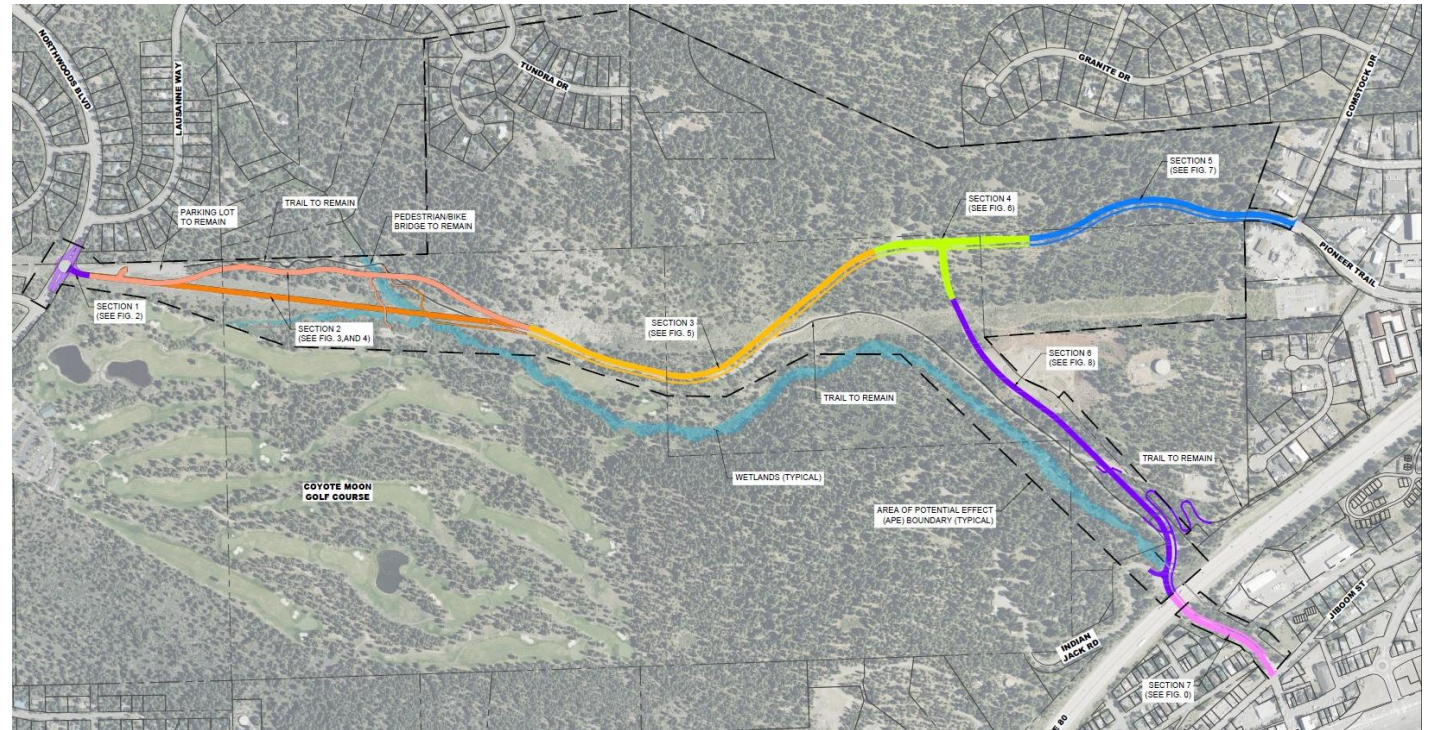 NORTHWOODS BLVD
LAUSANNE WAY
TUNDRA DR
GRANITE DR
COMSTOCK DR
SECTION 5
(SEE FIG. 7)
SECTION 4
(SEE FIG. 6)
PARKING LOT
TO REMAIN
TRAIL TO REMAIN
PEDESTRIAN/BIKE
BRIDGE TO REMAIN
PIONEER TRAIL
SECTION 1
(SEE FIG. 2)
SECTION 2
(SEE FIG. 3,AND 4)
SECTION 3
(SEE FIG. 5)
SECTION 6
(SEE FIG. 8)
TRAIL TO REMAIN
TRAIL TO REMAIN
WETLANDS (TYPICAL)
COYOTE MOON
GOLF COURSE
AREA OF POTENTIAL EFFECT
(APE) BOUNDARY (TYPICAL)
JIBOOM ST
INDIAN
JACK RD
SECTION 7
(SEE FIG. 0)
E 80